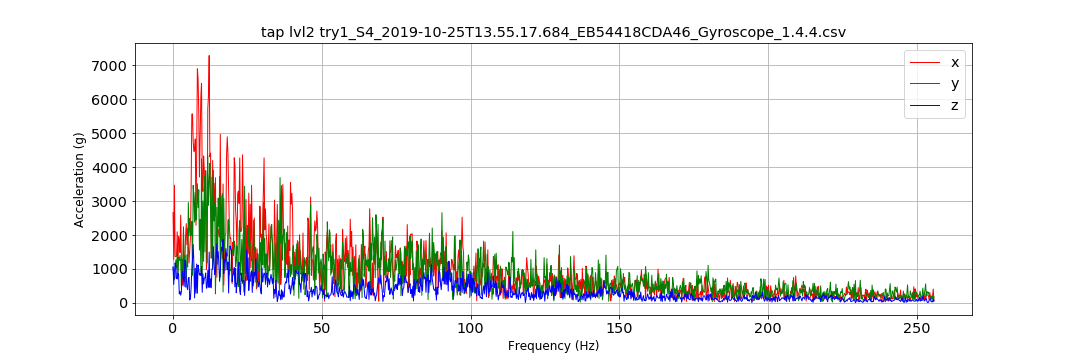 tap lvl2 try1_S4_2019-10-25T13.55.17.684_EB54418CDA46_Gyroscope_1.4.4.csv
x
y
z
Acceleration (g)
7000
6000
5000
4000
3000
2000
1000
0
0
50
100
150
200
250
Frequency (Hz)